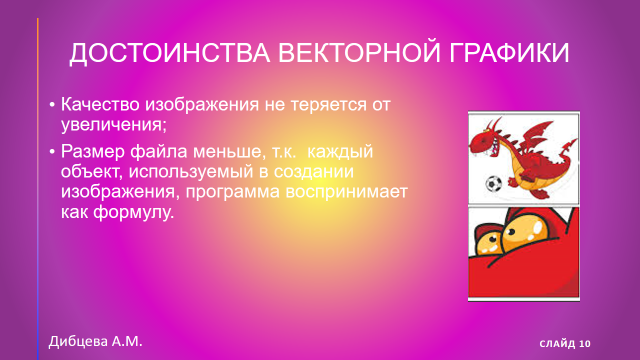 ДОСТОИНСТВА ВЕКТОРНОЙ ГРАФИКИ
• Качество изображения не теряется от
увеличения;
• Размер файла меньше, т.к. каждый
объект, используемый в создании
изображения, программа воспринимает
как формулу.
Дибцева А.М.
СЛАЙД 10